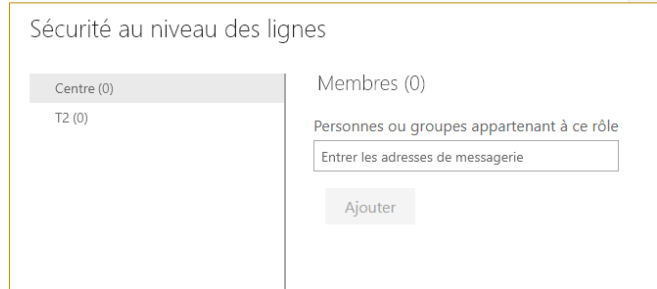 Sécurité au niveau des lignes
Centre (0)
T2 (0)
Membres (0)
Personnes ou groupes appartenant à ce rôle
Entrer les adresses de messagerie
Ajouter